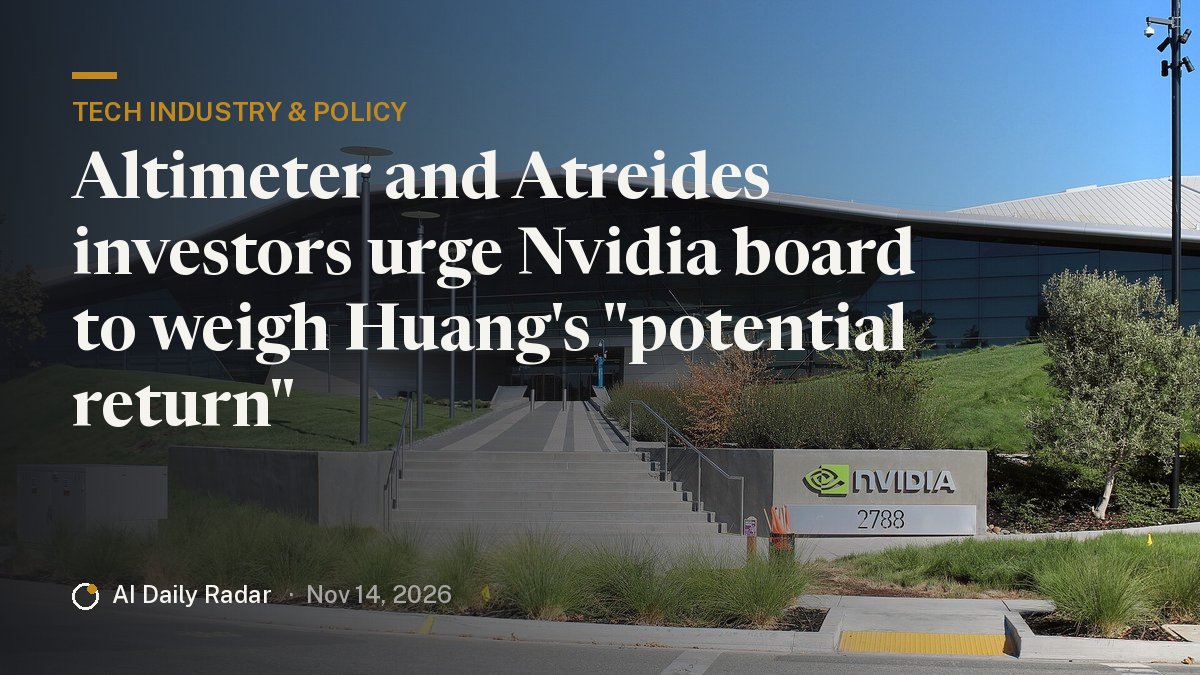 TECH INDUSTRY & POLICY
Altimeter and Atreides
investors urge Nvidia board
to weigh Huang's "potential
return"
NVIDIA
2788
AI Daily Radar · Nov 14, 2026